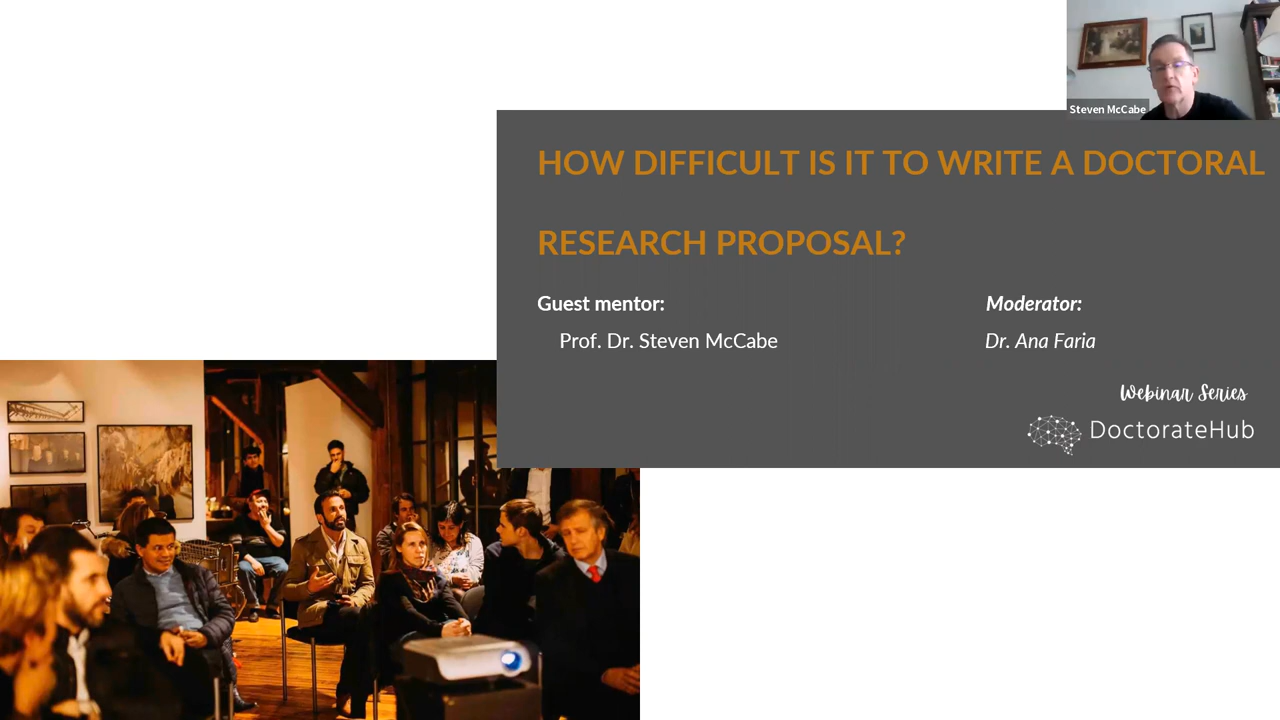 Steven McCabe
HOW DIFFICULT IS IT TO WRITE A DOCTORAL
RESEARCH PROPOSAL?
Guest mentor:
Prof. Dr. Steven McCabe
Moderator:
Dr. Ana Faria
Webinar Series
DoctorateHub